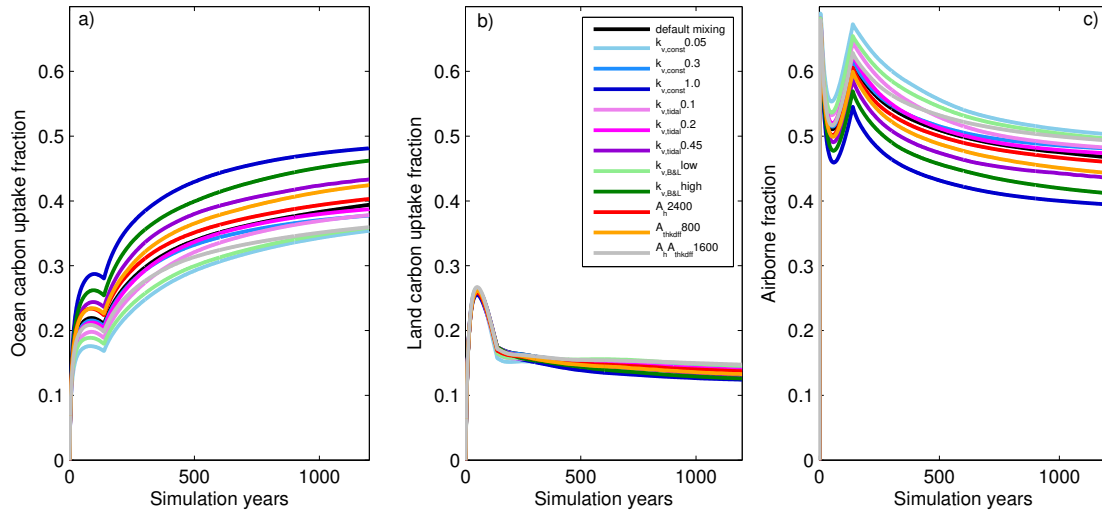 a)
Ocean carbon uptake fraction
0.6
0.5
0.4
0.3
0.2
0.1
0
0 500 1000
Simulation years
b)
Land carbon uptake fraction
0.6
0.5
0.4
0.3
0.2
0.1
0
0 500 1000
Simulation years
default mixing
k v,const 0.05
k v,const 0.3
k v,const 1.0
k v,tidal 0.1
k v,tidal 0.2
k v,tidal 0.45
k v,B&L low
k v,B&L high
A h 2400
A thkdff 800
A h A thkdff 1600
c)
Airborne fraction
0.6
0.5
0.4
0.3
0.2
0.1
0
0 500 1000
Simulation years